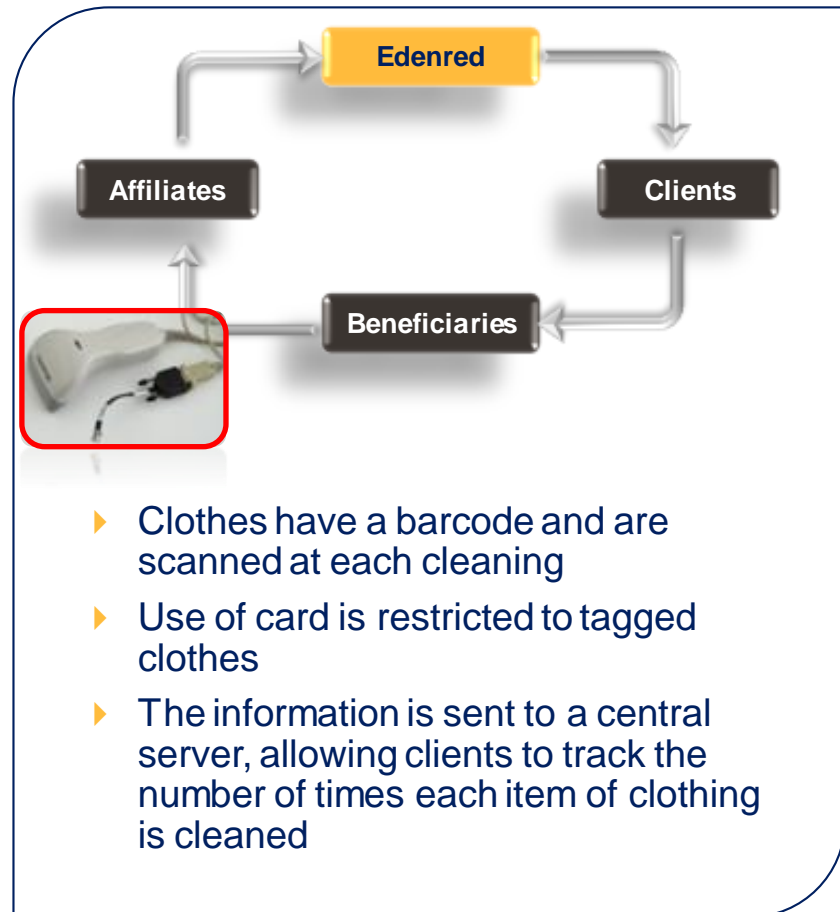 Edenred
Affiliates
Clients
Beneficiaries
Clothes have a barcode and are
scanned at each cleaning
Use of card is restricted to tagged
clothes
The information is sent to a central
server, allowing clients to track the
number of times each item of clothing
is cleaned